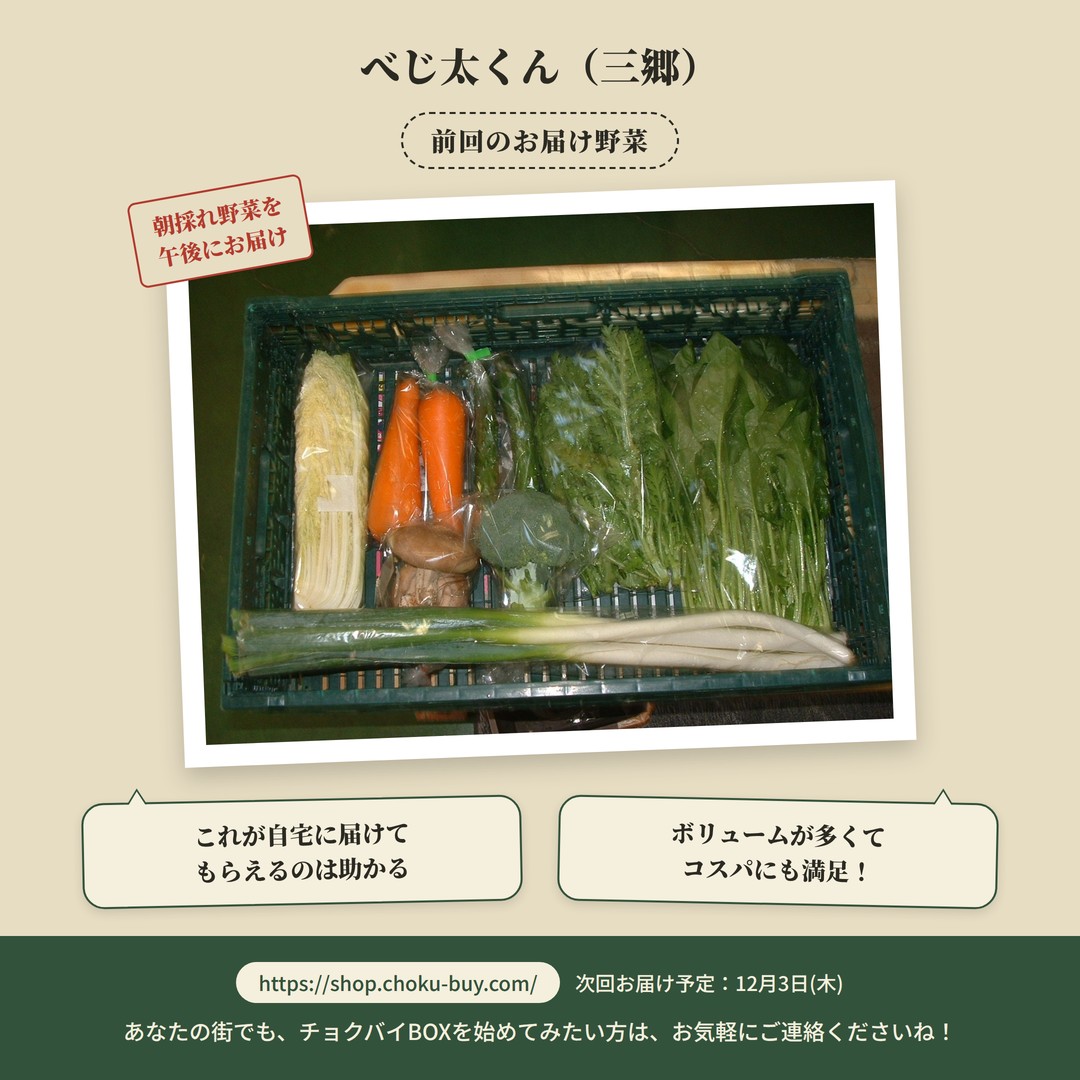 べじ太くん（三郷）
前回のお届け野菜
朝採れ野菜を
午後にお届け
これが自宅に届けて
もらえるのは助かる
ボリュームが多くて
コスパにも満足！
https://shop.choku-buy.com/
次回お届け予定：12月3日(木)
あなたの街でも、チョクバイBOXを始めてみたい方は、お気軽にご連絡くださいね！